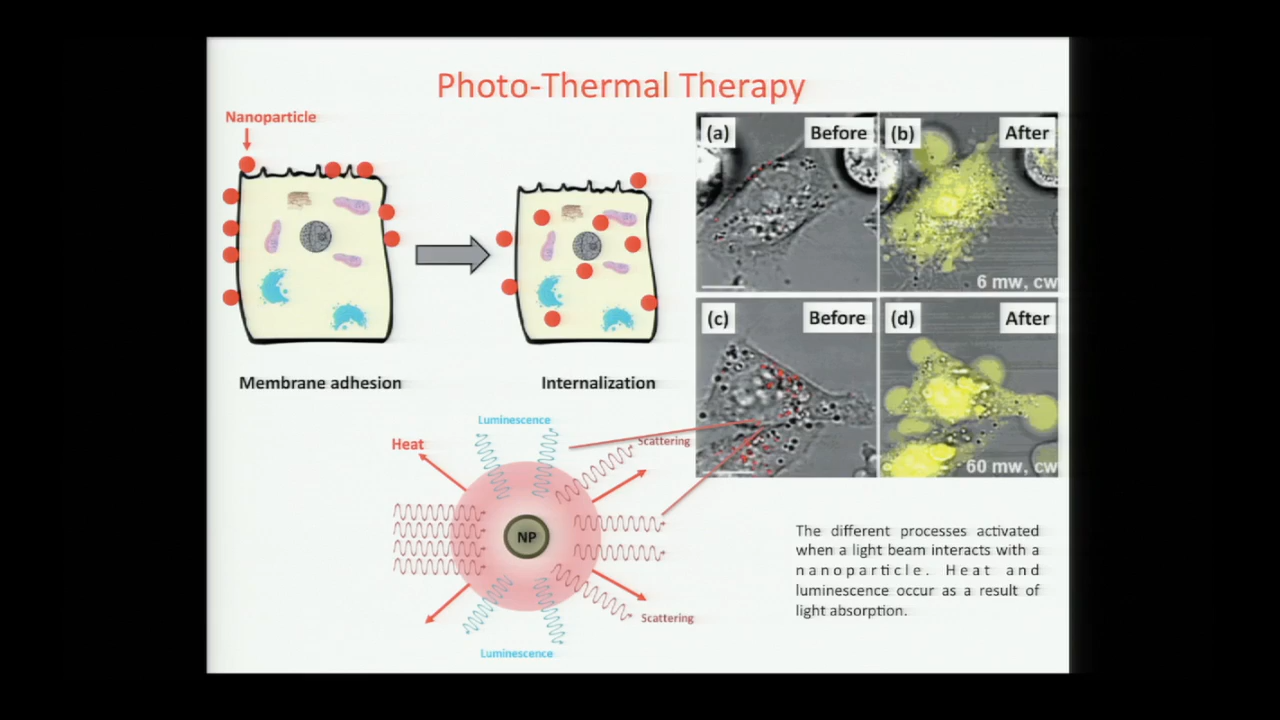 Photo-Thermal Therapy
Nanoparticle
(a)
Before
(b)
After
6 mw, cw
(c)
Before
(d)
After
60 mw, cw
Membrane adhesion
Internalization
Luminescence
Heat
Scattering
NP
Scattering
Luminescence
The different processes activated
when a light beam interacts with a
nanoparticle. Heat and
luminescence occur as a result of
light absorption.